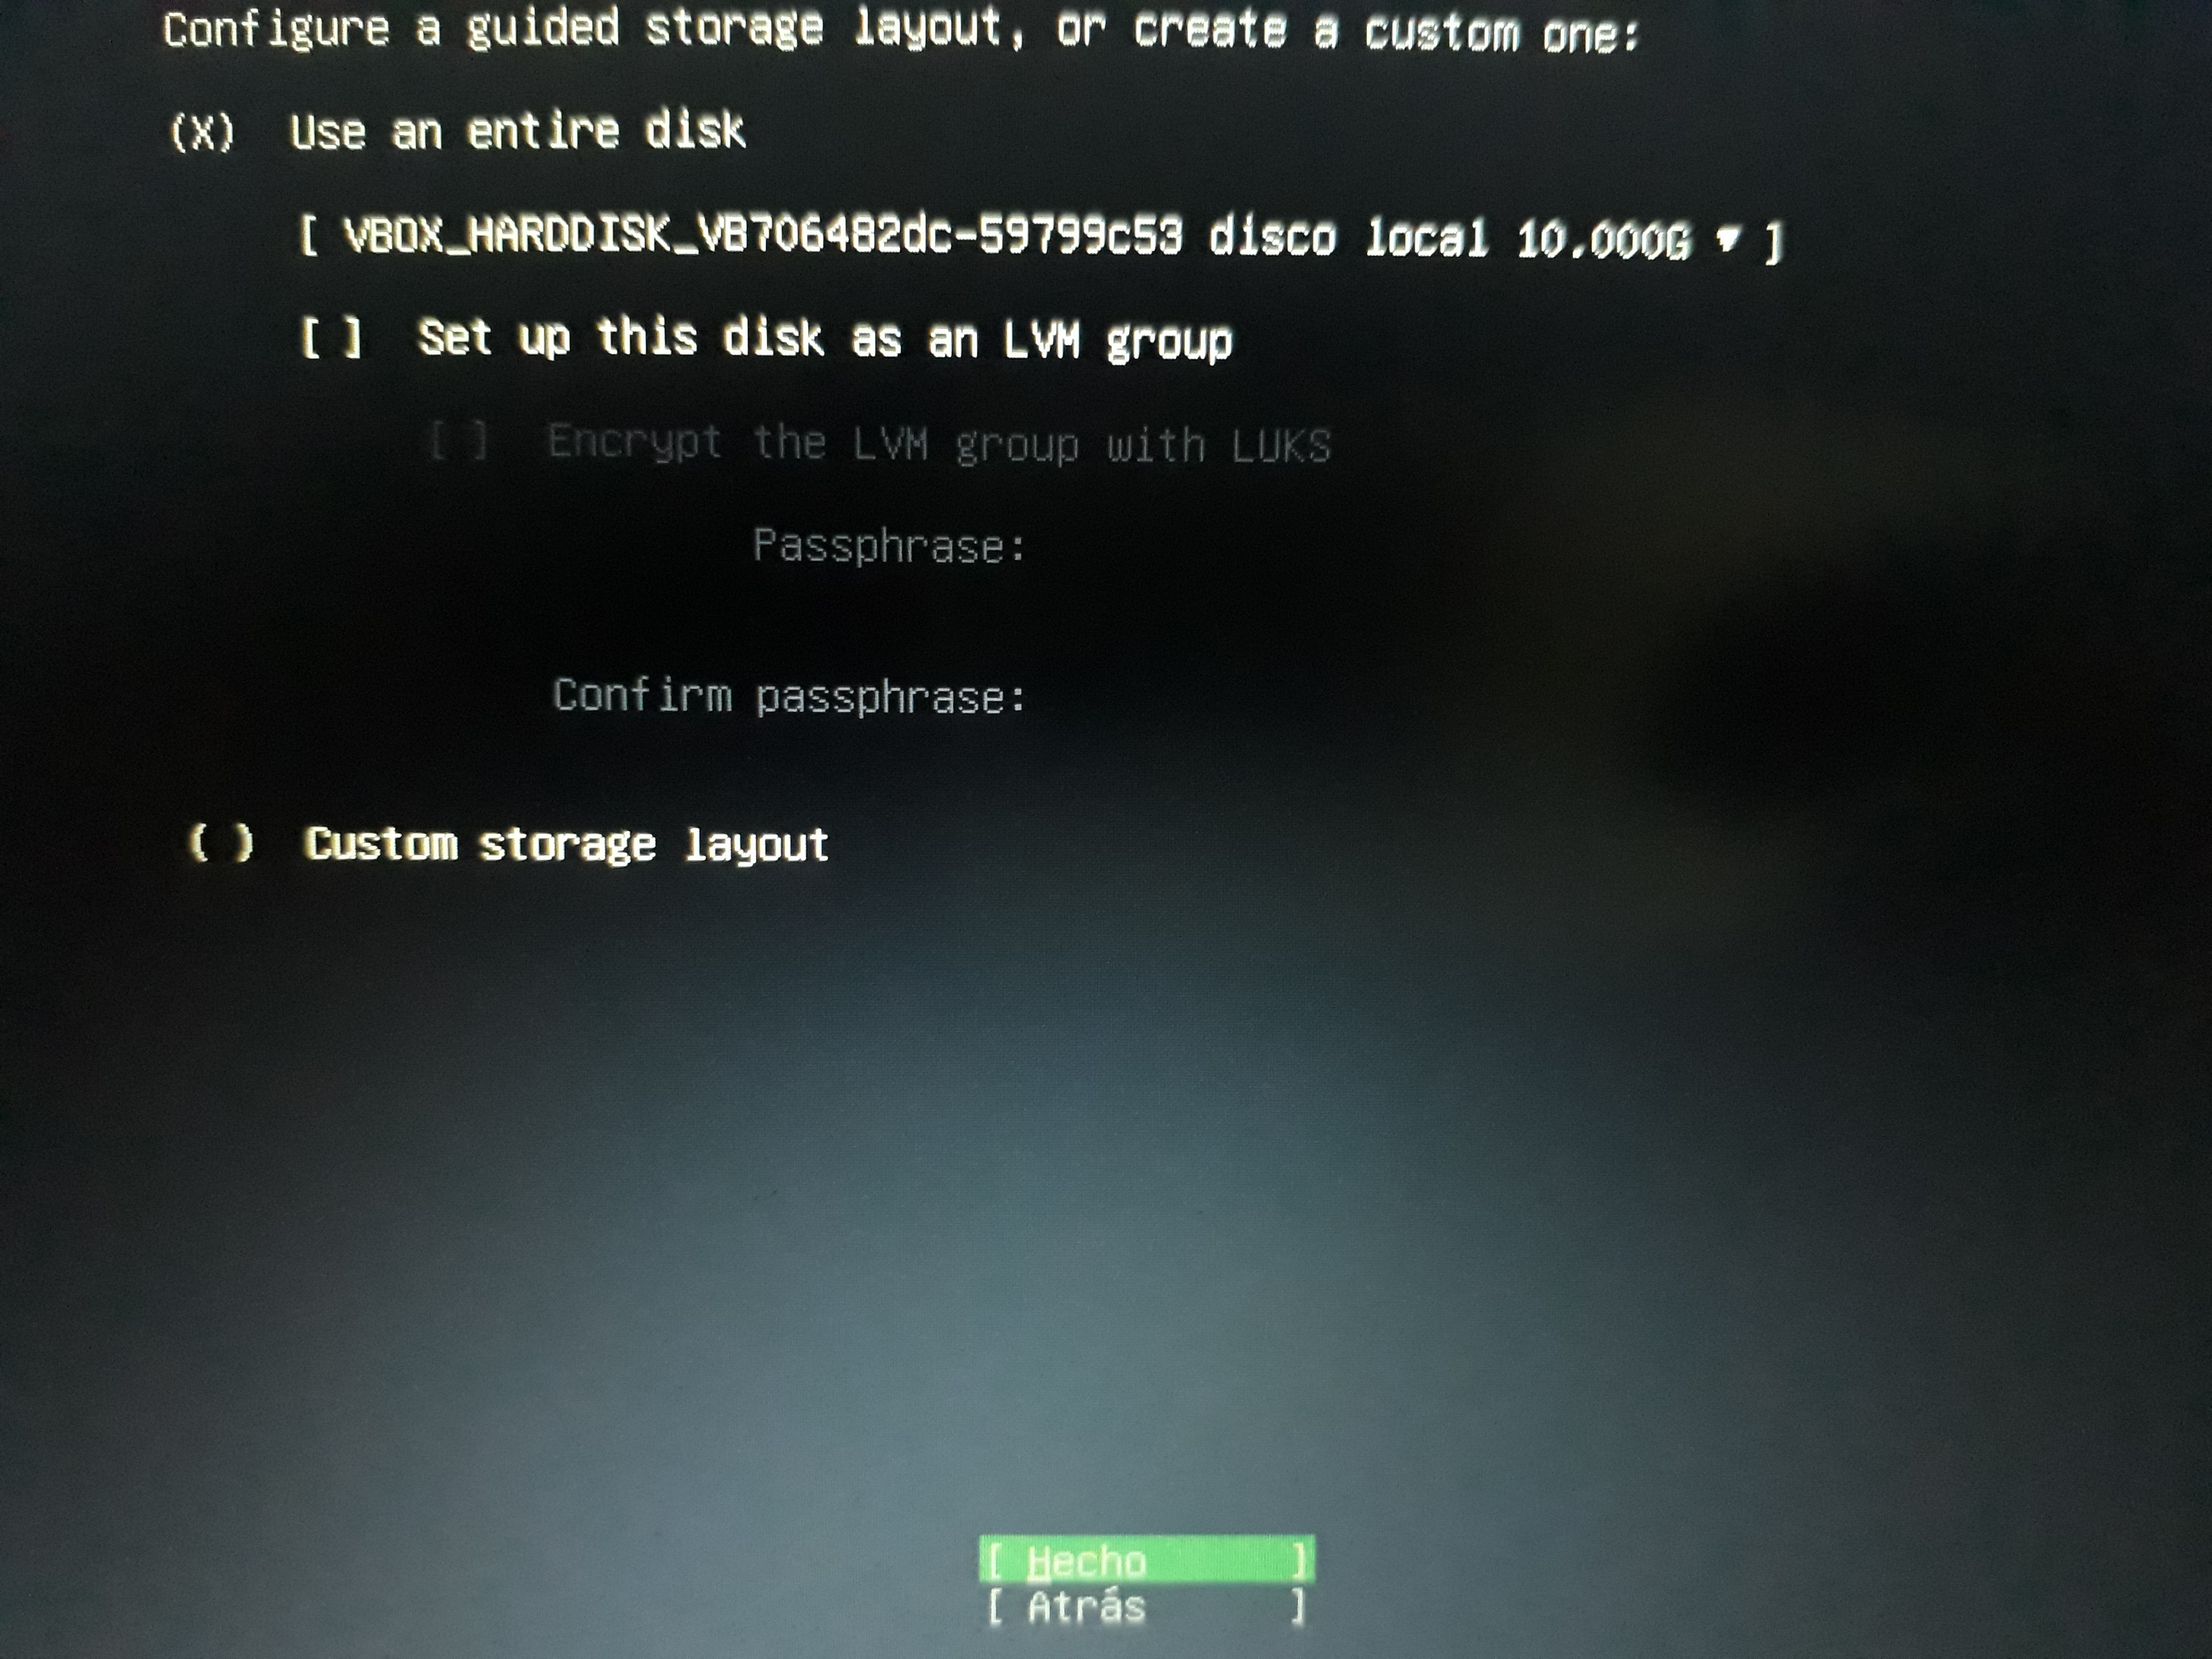 Configure a guided storage layout, or create a custom one:
(X) Use an entire disk
[ VBOX_HARDDISK_VB706482dc-59799c53 disco local 10.000G ▾ ]
[ ] Set up this disk as an LVM group
[ ] Encrypt the LVM group with LUKS
Passphrase:
Confirm passphrase:
( ) Custom storage layout
[ Hecho ]
[ Atrás ]